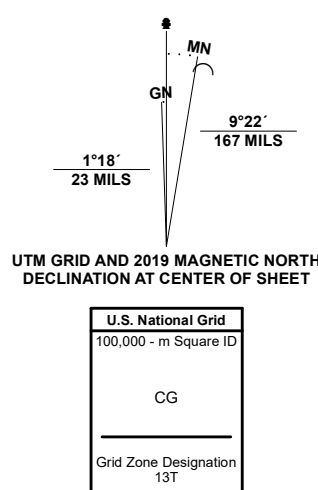 MN
GN
9°22´
167 MILS
1°18´
23 MILS
UTM GRID AND 2019 MAGNETIC NORTH
DECLINATION AT CENTER OF SHEET
U.S. National Grid
100,000 - m Square ID
CG
Grid Zone Designation
13T